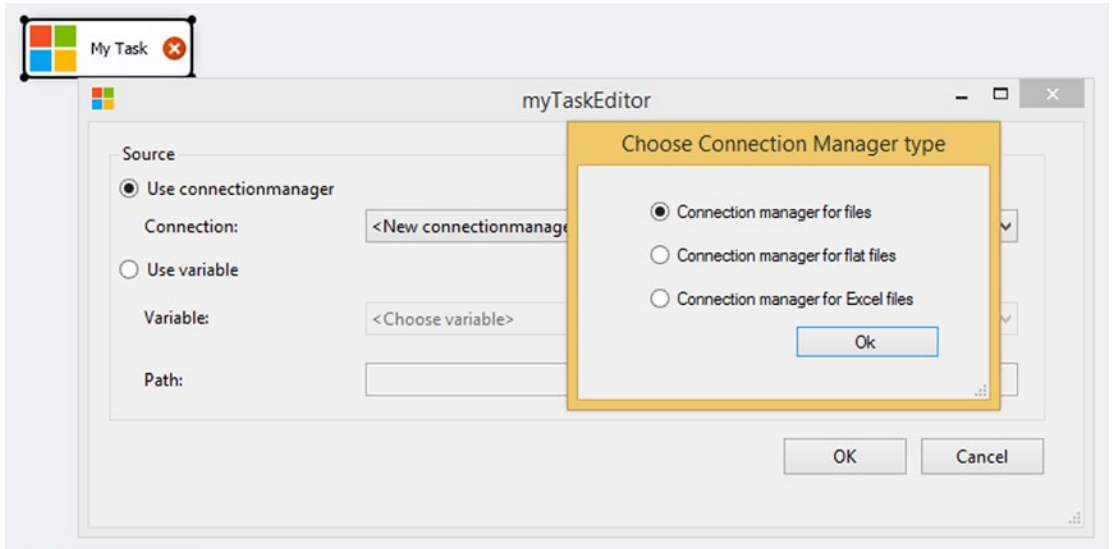 My Task
myTaskEditor
Choose Connection Manager type
Source
Use connectionmanager
Connection:
<New connectionmanage
Use variable
Variable:
<Choose variable>
Path:
Connection manager for files
Connection manager for flat files
Connection manager for Excel files
Ok
OK
Cancel